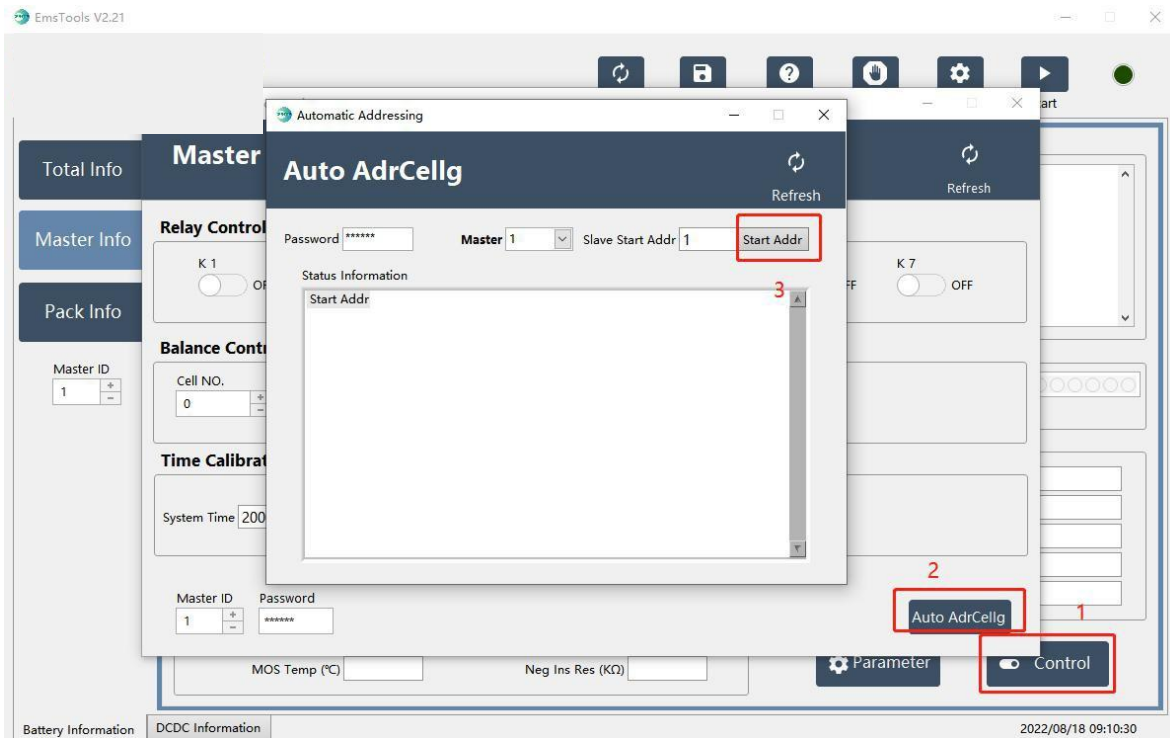 EmsTools V2.21
art
Total Info
Master Info
Pack Info
Master ID
1
Master
Refresh
Relay Control
K 1
OF
FF
K 7
OFF
Balance Contr
Cell NO.
0
Time Calibrat
System Time 200
Master ID Password
1 ******
Auto AdrCellg
2
1
Automatic Addressing
Auto AdrCellg
Refresh
Password ****** Master 1 Slave Start Addr 1 Start Addr
3
Status Information
Start Addr
MOS Temp (℃)
Neg Ins Res (KΩ)
Parameter
Control
Battery Information DCDC Information
2022/08/18 09:10:30